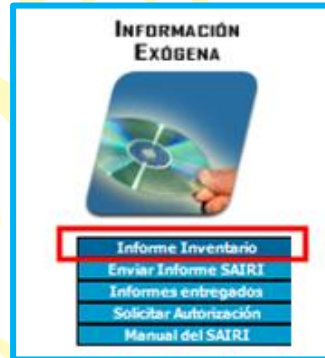 INFORMACIÓN
EXÓGENA
Informe Inventario
Enviar Informe SAIRI
Informes entregados
Solicitar Autorización
Manual del SAIRI